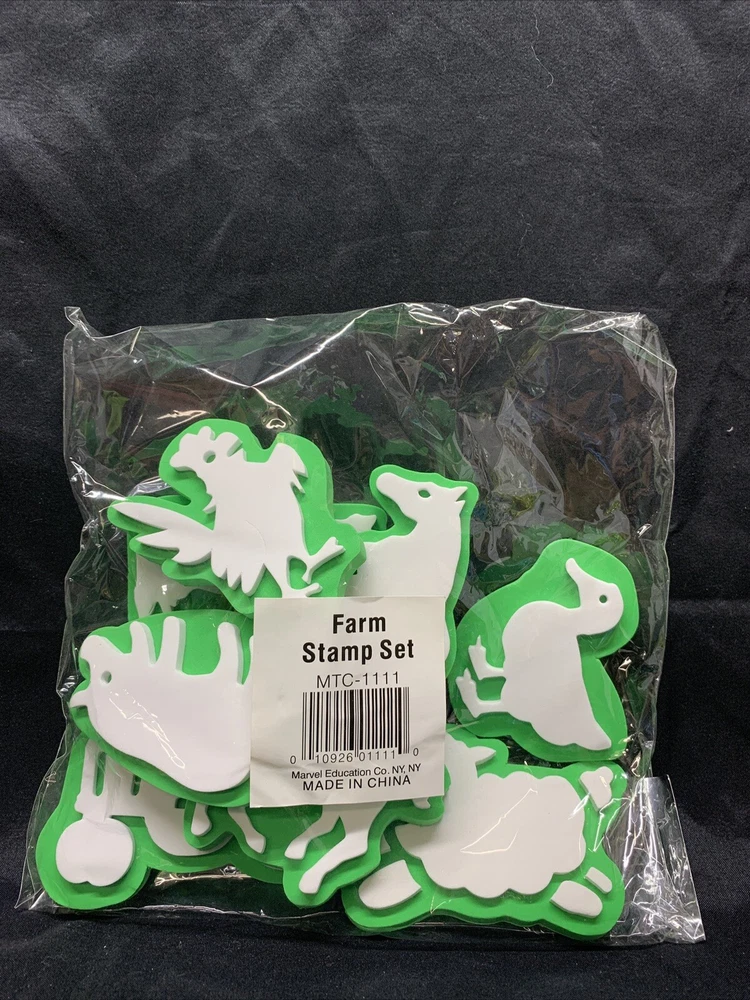 Farm
Stamp Set
MTC-1111
0 10926 01111 0
Marvel Education Co. NY, NY
MADE IN CHINA